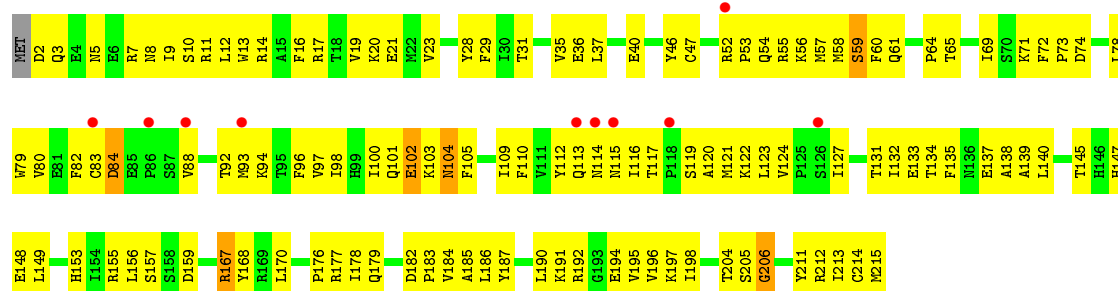 MET D2 Q3 E4 N5 E6 R7 N8 I9 S10 R11 L12 W13 R14 A15 F16 R17 T18 V19 K20 E21 M22 V23 Y28 F29 I30 T31 V35 E36 L37 E40 Y46 C47 R52 P53 Q54 R55 K56 M57 M58 S59 F60 Q61 P64 T65 I69 S70 K71 F72 P73 D74 L78
W79 V80 E81 F82 C83 D84 E85 P86 S87 V88 T92 M93 K94 T95 F96 V97 I98 H99 I100 Q101 E102 K103 N104 F105 I109 F110 V111 Y112 Q113 N114 N115 I116 T117 P118 S119 A120 M121 K122 L123 V124 P125 S126 I127 T131 I132 E133 T134 F135 N136 E137 A138 A139 L140 T145 H146 H147
E148 L149 H153 I154 R155 L156 S157 S158 D159 R167 Y168 R169 L170 P176 R177 I178 Q179 D182 P183 V184 A185 L186 Y187 L190 K191 R192 G193 E194 V195 V196 K197 I198 T204 S205 G206 Y211 R212 I213 C214 M215